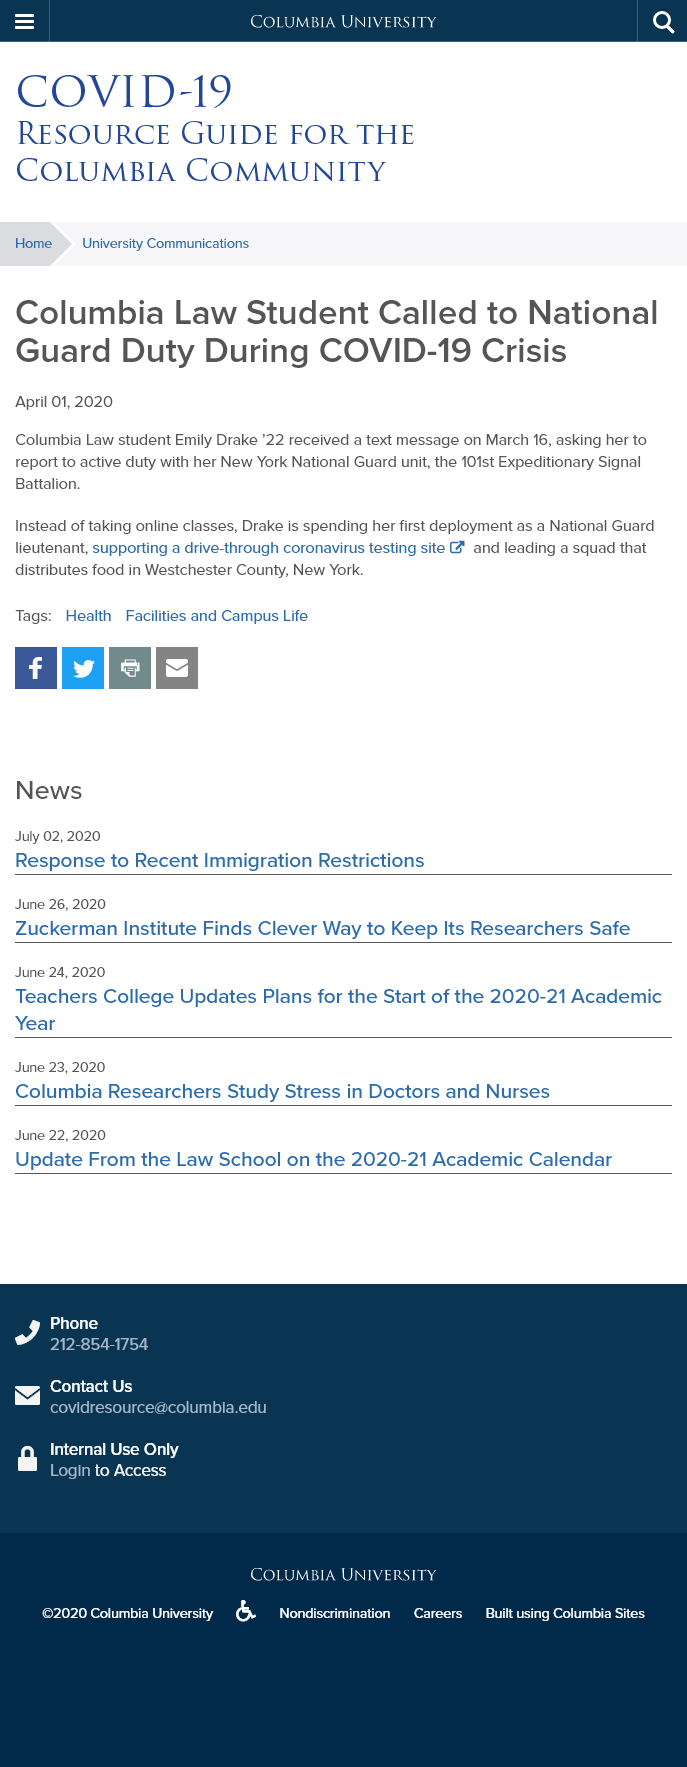 Columbia University
COVID-19
Resource Guide for the
Columbia Community
Home University Communications
Columbia Law Student Called to National
Guard Duty During COVID-19 Crisis
April 01, 2020
Columbia Law student Emily Drake ’22 received a text message on March 16, asking her to
report to active duty with her New York National Guard unit, the 101st Expeditionary Signal
Battalion.
Instead of taking online classes, Drake is spending her first deployment as a National Guard
lieutenant, supporting a drive-through coronavirus testing site and leading a squad that
distributes food in Westchester County, New York.
Tags: Health Facilities and Campus Life
News
July 02, 2020
Response to Recent Immigration Restrictions
June 26, 2020
Zuckerman Institute Finds Clever Way to Keep Its Researchers Safe
June 24, 2020
Teachers College Updates Plans for the Start of the 2020-21 Academic
Year
June 23, 2020
Columbia Researchers Study Stress in Doctors and Nurses
June 22, 2020
Update From the Law School on the 2020-21 Academic Calendar
Phone
212-854-1754
Contact Us
covidresource@columbia.edu
Internal Use Only
Login to Access
Columbia University
©2020 Columbia University Nondiscrimination Careers Built using Columbia Sites